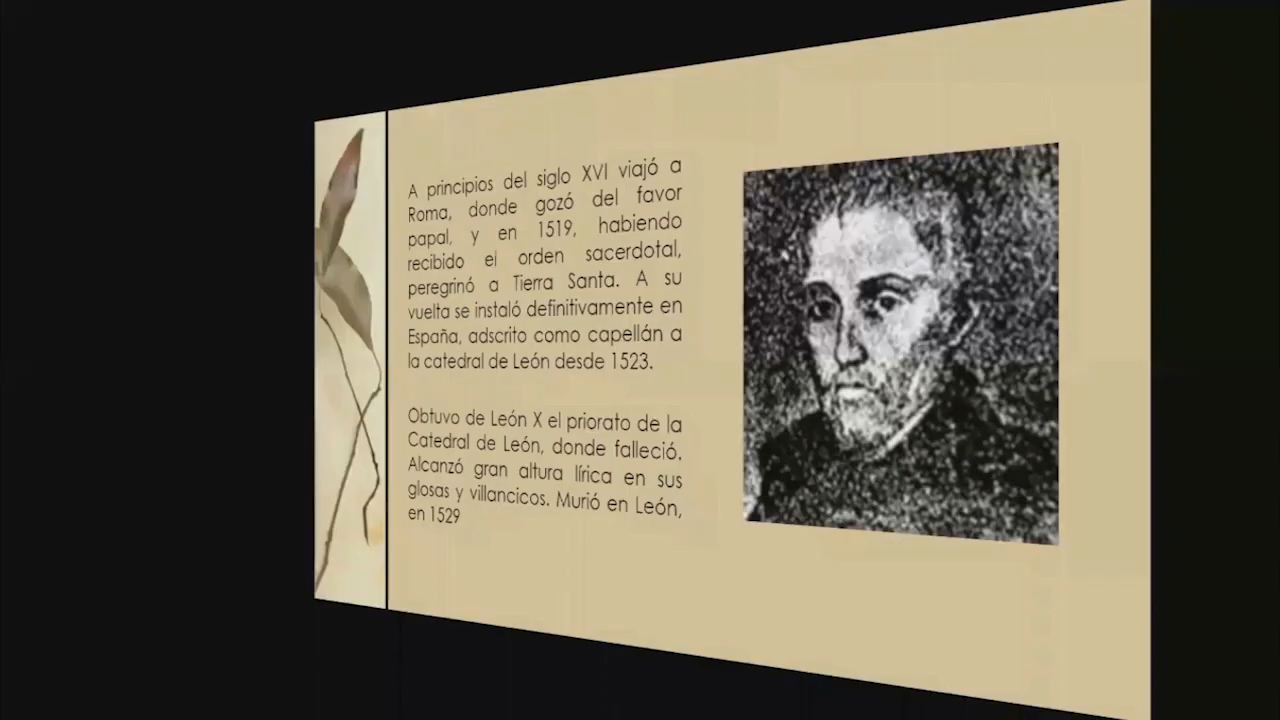 A principios del siglo XVI viajó a
Roma, donde gozó del favor
papal, y en 1519, habiendo
recibido el orden sacerdotal,
peregrinó a Tierra Santa. A su
vuelta se instaló definitivamente en
España, adscrito como capellán a
la catedral de León desde 1523.
Obtuvo de León X el priorato de la
Catedral de León, donde falleció.
Alcanzó gran altura lírica en sus
glosas y villancicos. Murió en León,
en 1529